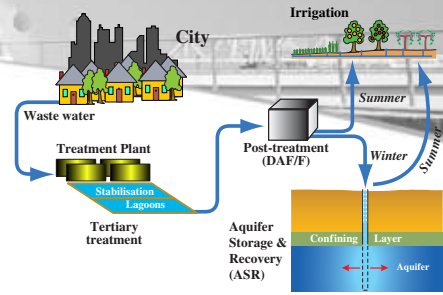 City
Irrigation
Waste water
Treatment Plant
Stabilisation
Lagoons
Tertiary
treatment
Post-treatment
(DAF/F)
Summer
Winter
Summer
Aquifer
Storage &
Recovery
(ASR)
Confining Layer
Aquifer